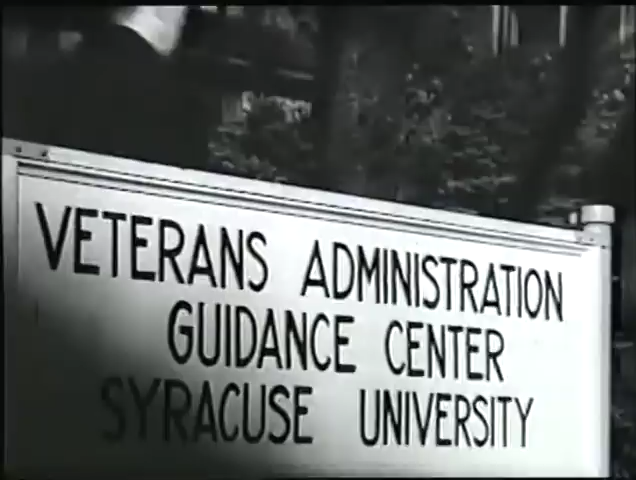 VETERANS ADMINISTRATION
GUIDANCE CENTER
SYRACUSE UNIVERSITY